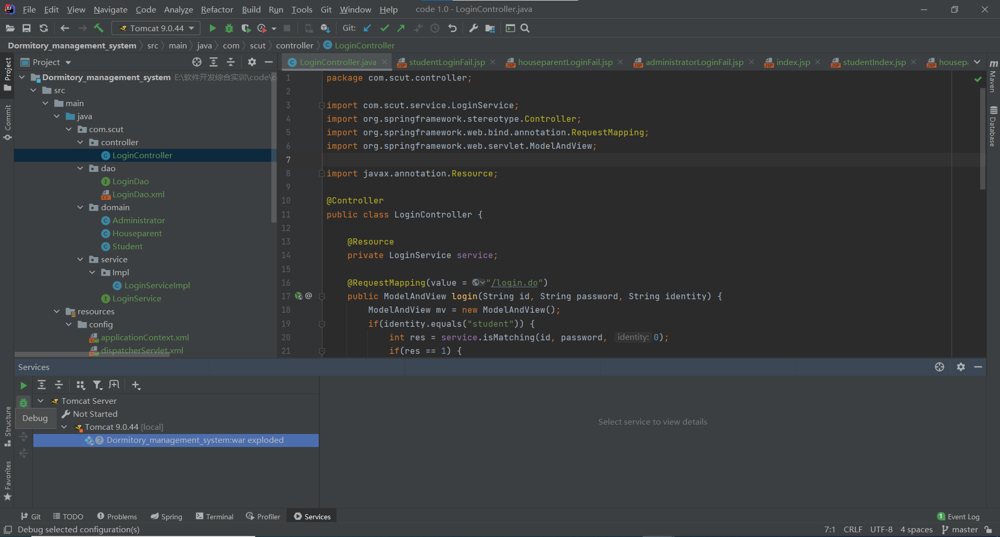 File Edit View Navigate Code Analyze Refactor Build Run Tools Git Window Help code 1.0 - LoginController.java
Tomcat 9.0.44 Git:
Dormitory_management_system src main java com scut controller LoginController
Project
LoginController.java studentLoginFail.jsp houseparentLoginFail.jsp administratorLoginFail.jsp index.jsp studentIndex.jsp housep
Project
Commit
Structure
Favorites
Dormitory_management_system E:\软件开发综合实训\code\c
src
main
java
com.scut
controller
LoginController
dao
LoginDao
LoginDao.xml
domain
Administrator
Houseparent
Student
service
Impl
LoginServiceImpl
LoginService
resources
config
applicationContext.xml
dispatcherServlet.xml
1 package com.scut.controller;
2
3 import com.scut.service.LoginService;
4 import org.springframework.stereotype.Controller;
5 import org.springframework.web.bind.annotation.RequestMapping;
6 import org.springframework.web.servlet.ModelAndView;
7
8 import javax.annotation.Resource;
9
10 @Controller
11 public class LoginController {
12
13 @Resource
14 private LoginService service;
15
16 @RequestMapping(value = "/login.do")
17 @ public ModelAndView login(String id, String password, String identity) {
18 ModelAndView mv = new ModelAndView();
19 if(identity.equals("student")) {
20 int res = service.isMatching(id, password, identity: 0);
21 if(res == 1) {
m Maven
Database
Services
Tomcat Server
Not Started
Debug
Tomcat 9.0.44 [local]
Dormitory_management_system:war exploded
Select service to view details
Git TODO Problems Spring Terminal Profiler Services 1 Event Log
Debug selected configuration(s) 7:1 CRLF UTF-8 4 spaces master